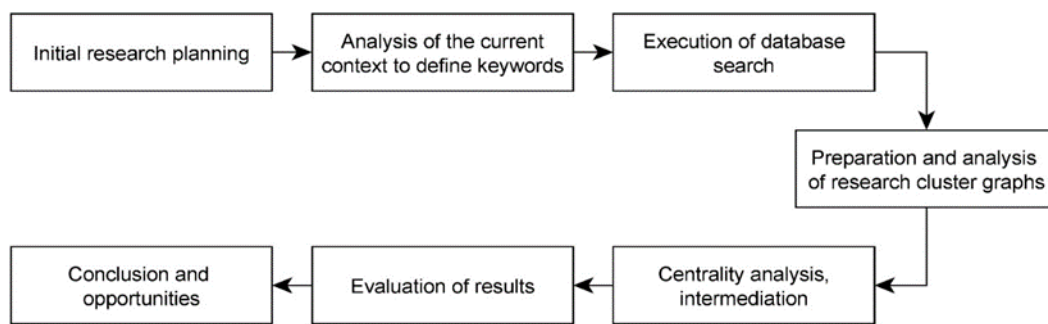 Initial research planning
Analysis of the current
context to define keywords
Execution of database
search
Preparation and analysis
of research cluster graphs
Centrality analysis,
intermediation
Evaluation of results
Conclusion and
opportunities